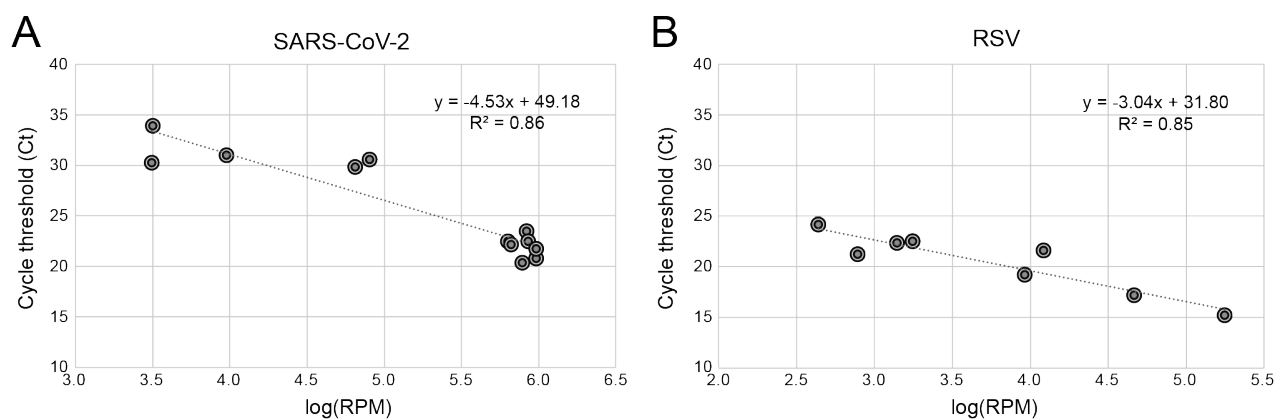 A
SARS-CoV-2
40
35
30
25
20
15
10
Cycle threshold (Ct)
y = -4.53x + 49.18
R² = 0.86
3.0 3.5 4.0 4.5 5.0 5.5 6.0 6.5
log(RPM)
B
RSV
40
35
30
25
20
15
10
Cycle threshold (Ct)
y = -3.04x + 31.80
R² = 0.85
2.0 2.5 3.0 3.5 4.0 4.5 5.0 5.5
log(RPM)